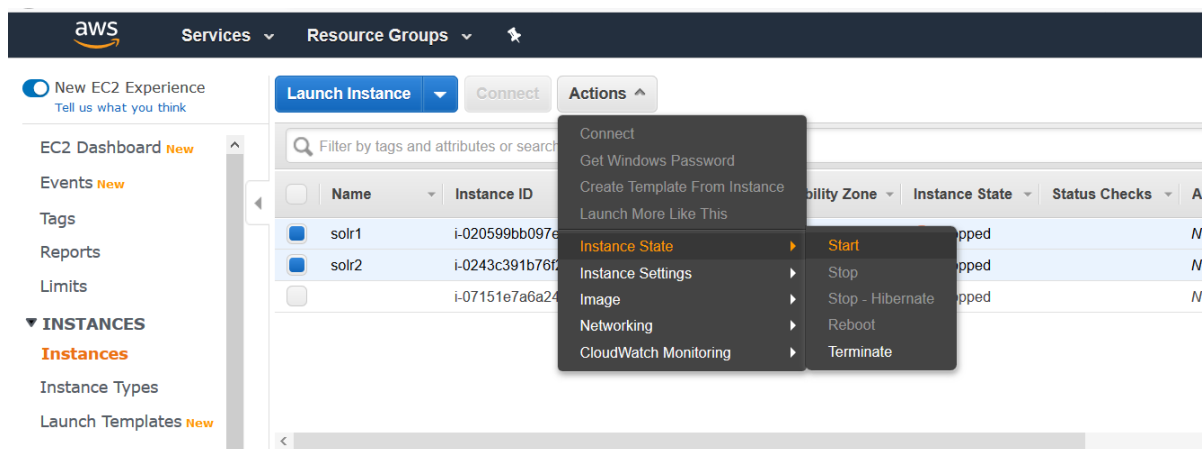 aws Services Resource Groups
New EC2 Experience
Tell us what you think
EC2 Dashboard New
Events New
Tags
Reports
Limits
INSTANCES
Instances
Instance Types
Launch Templates New
Launch Instance Connect Actions
Filter by tags and attributes or search
Name Instance ID bility Zone Instance State Status Checks A
solr1 i-020599bb097e pped N
solr2 i-0243c391b76f pped N
i-07151e7a6a24 pped
Connect
Get Windows Password
Create Template From Instance
Launch More Like This
Instance State
Instance Settings
Image
Networking
CloudWatch Monitoring
Start
Stop
Stop - Hibernate
Reboot
Terminate